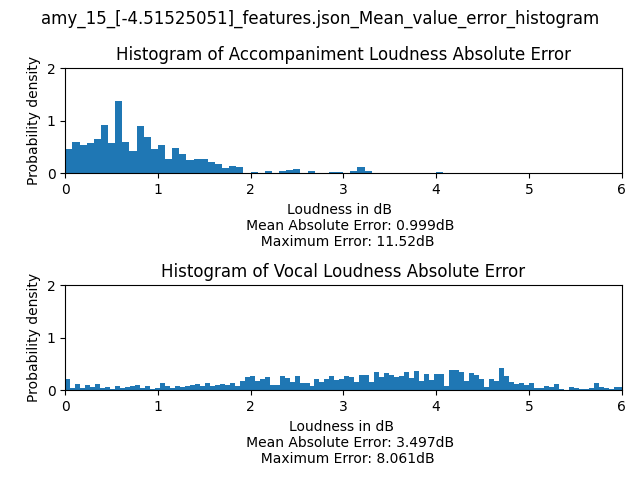 amy_15_[-4.51525051]_features.json_Mean_value_error_histogram
Histogram of Accompaniment Loudness Absolute Error
Probability density
2
1
0
0 1 2 3 4 5 6
Loudness in dB
Mean Absolute Error: 0.999dB
Maximum Error: 11.52dB
Histogram of Vocal Loudness Absolute Error
Probability density
2
1
0
0 1 2 3 4 5 6
Loudness in dB
Mean Absolute Error: 3.497dB
Maximum Error: 8.061dB